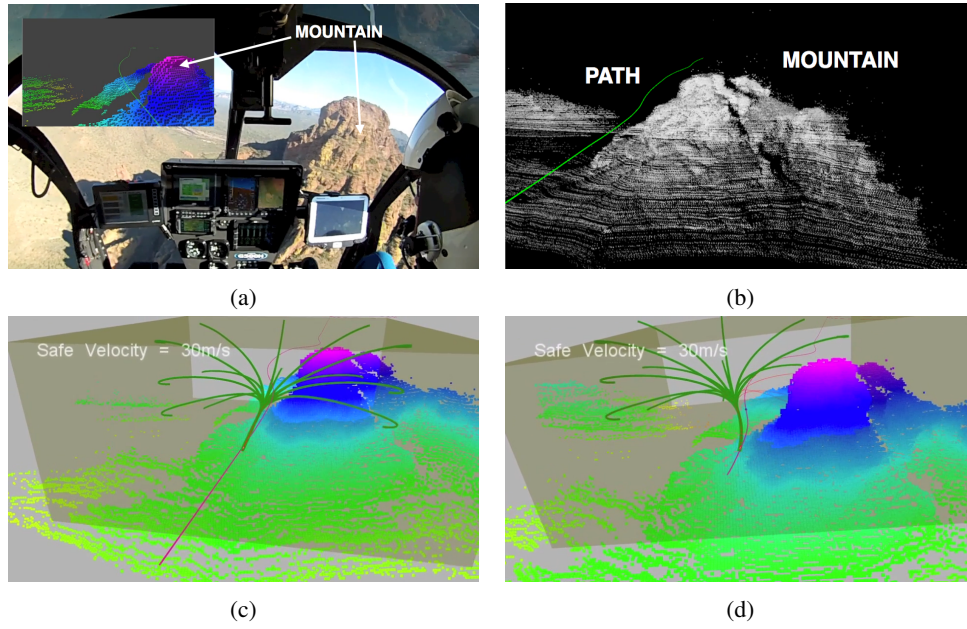 MOUNTAIN
(a)
PATH
MOUNTAIN
(b)
Safe Velocity = 30m/s
(c)
Safe Velocity = 30m/s
(d)